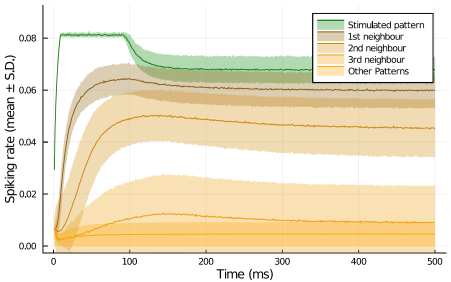 Stimulated pattern
1st neighbour
2nd neighbour
3rd neighbour
Other Patterns
Spiking rate (mean ± S.D.)
0.08
0.06
0.04
0.02
0.00
0
100
200
300
400
500
Time (ms)